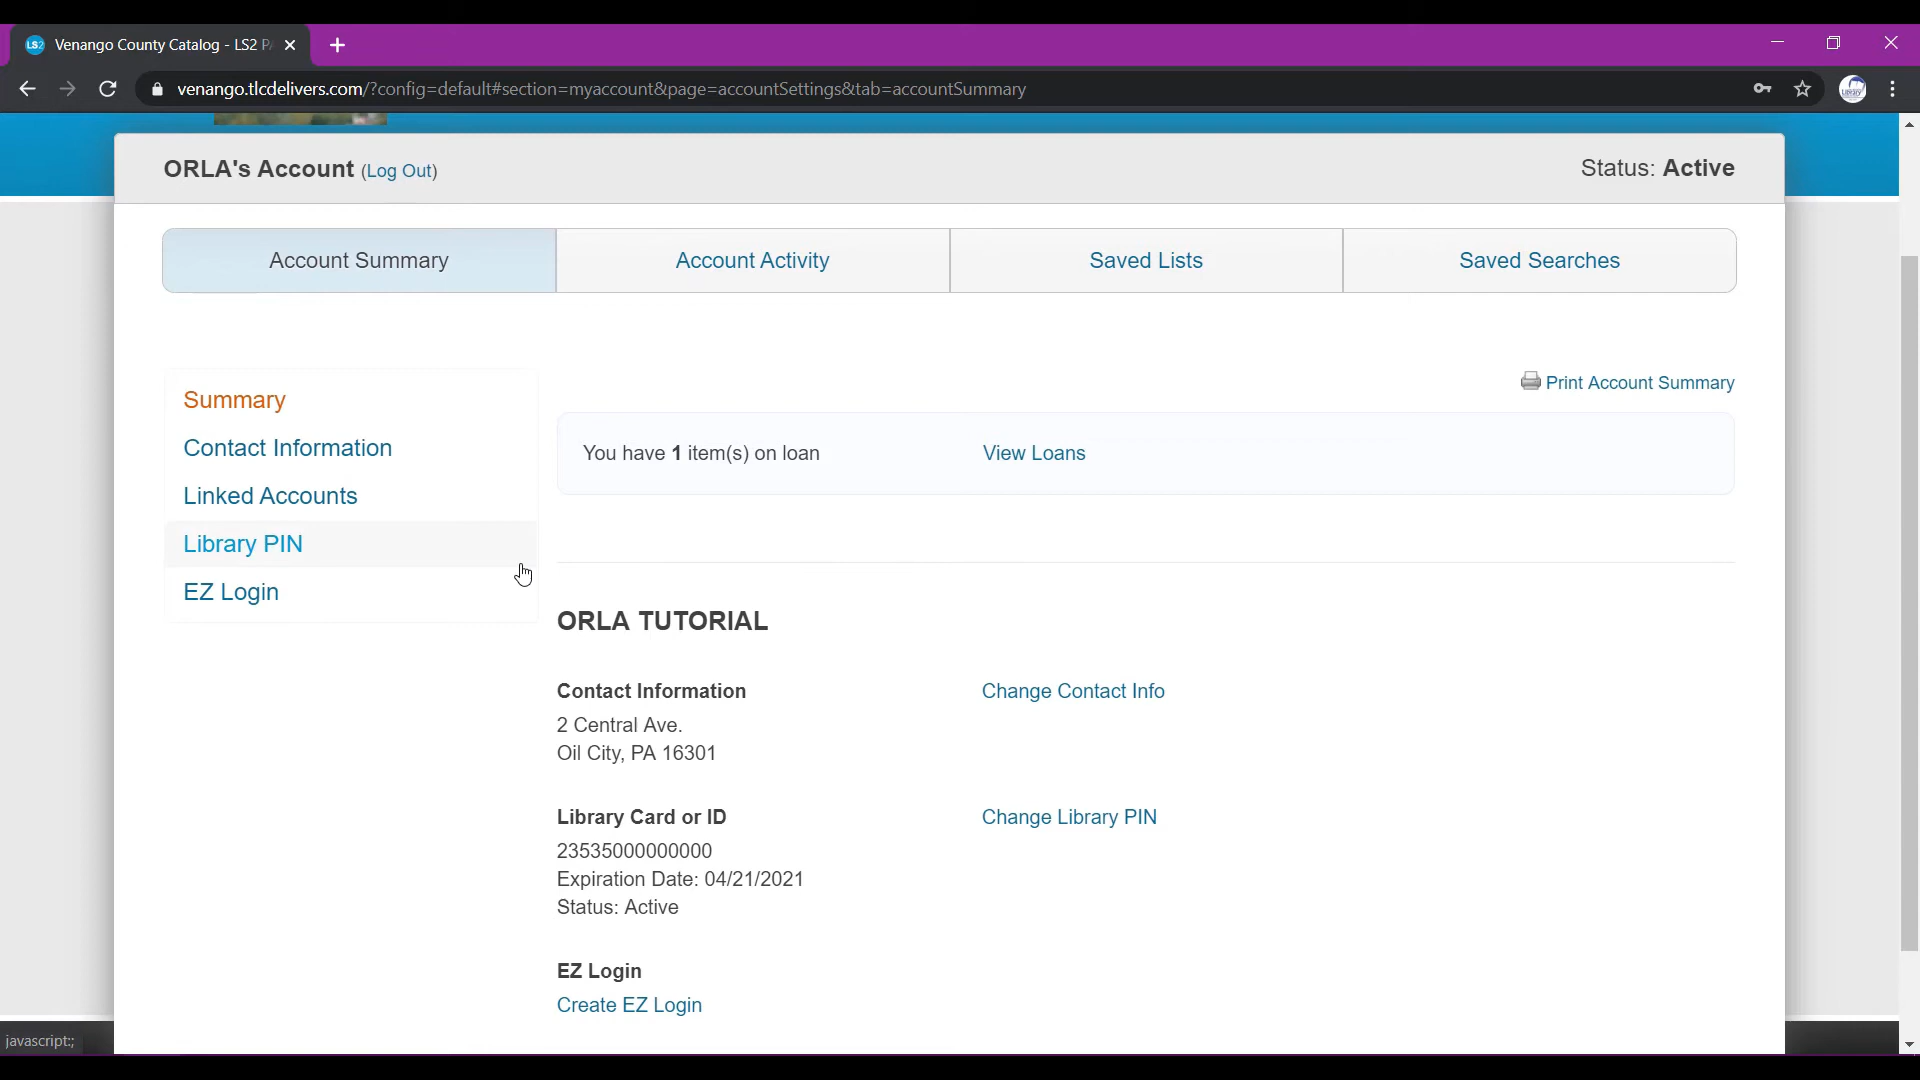 LS2 Venango County Catalog - LS2 P
venango.tlcdelivers.com/?config=default#section=myaccount&page=accountSettings&tab=accountSummary
ORLA's Account (Log Out)
Status: Active
Account Summary
Account Activity
Saved Lists
Saved Searches
Summary
Contact Information
Linked Accounts
Library PIN
EZ Login
Print Account Summary
You have 1 item(s) on loan
View Loans
ORLA TUTORIAL
Contact Information
Change Contact Info
2 Central Ave.
Oil City, PA 16301
Library Card or ID
Change Library PIN
23535000000000
Expiration Date: 04/21/2021
Status: Active
EZ Login
Create EZ Login
javascript:;